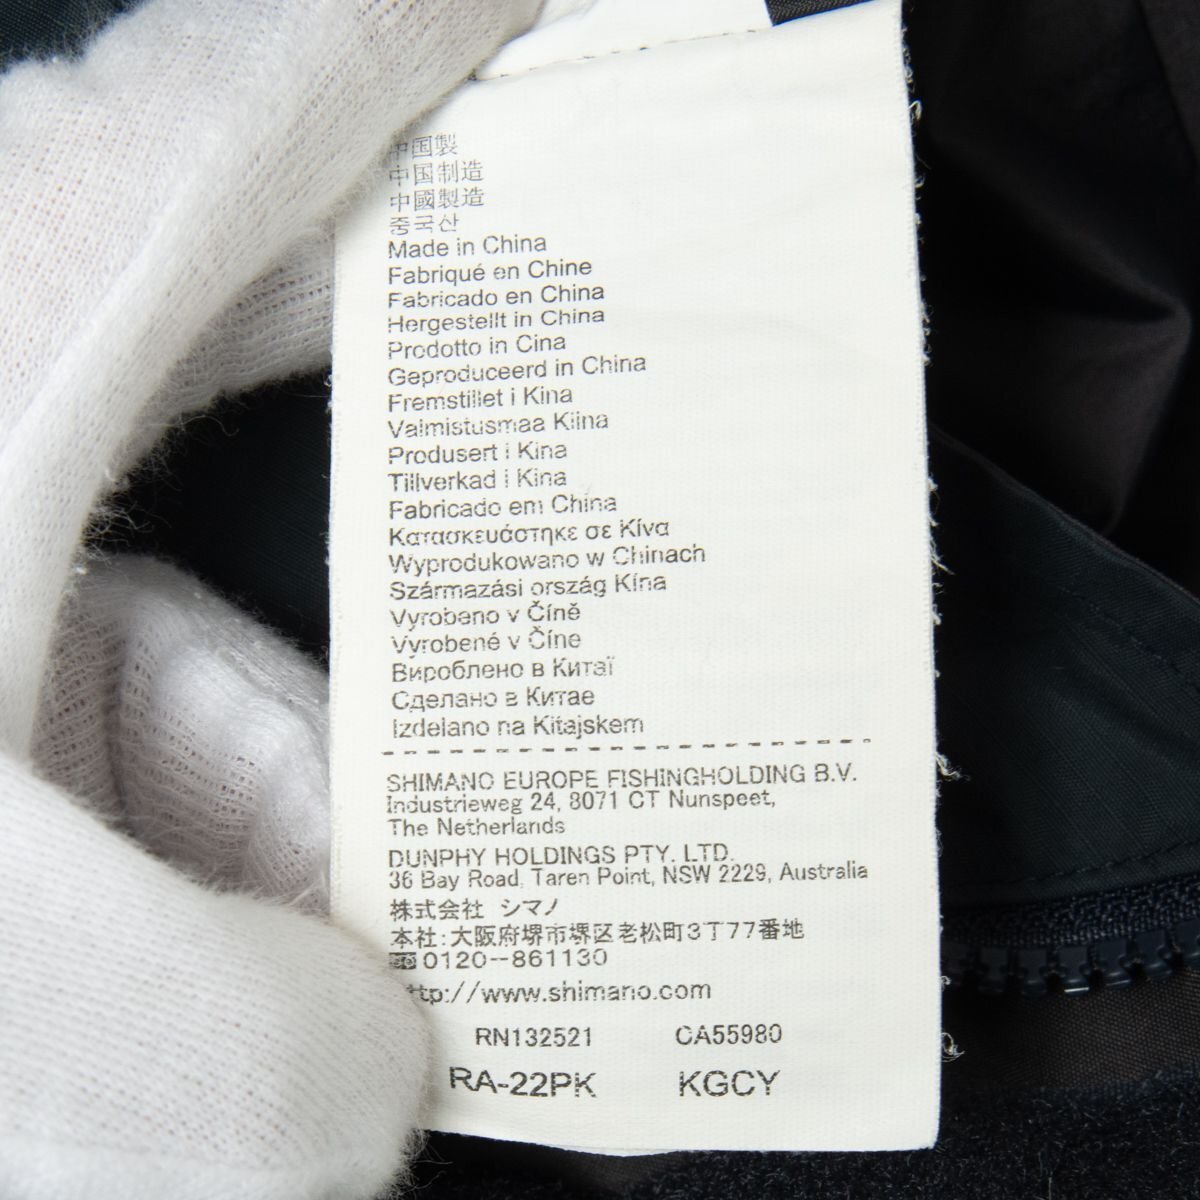 中国製
中国制造
中國製造
중국산
Made in China
Fabriqué en Chine
Fabricado en China
Hergestellt in China
Prodotto in Cina
Geproduceerd in China
Fremstillet i Kina
Valmistusmaa Kiina
Produsert i Kina
Tillverkad i Kina
Fabricado em China
Κατασκευάστηκε σε Κίνα
Wyprodukowano w Chinach
Származási ország Kína
Vyrobeno v Číně
Vyrobené v Číne
Вироблено в Китаї
Сделано в Китае
Izdelano na Kitajskem
SHIMANO EUROPE FISHINGHOLDING B.V.
Industrieweg 24, 8071 CT Nunspeet,
The Netherlands
DUNPHY HOLDINGS PTY. LTD.
36 Bay Road, Taren Point, NSW 2229, Australia
株式会社 シマノ
本社:大阪府堺市堺区老松町3丁77番地
0120--861130
http://www.shimano.com
RN132521 CA55980
RA-22PK KGCY